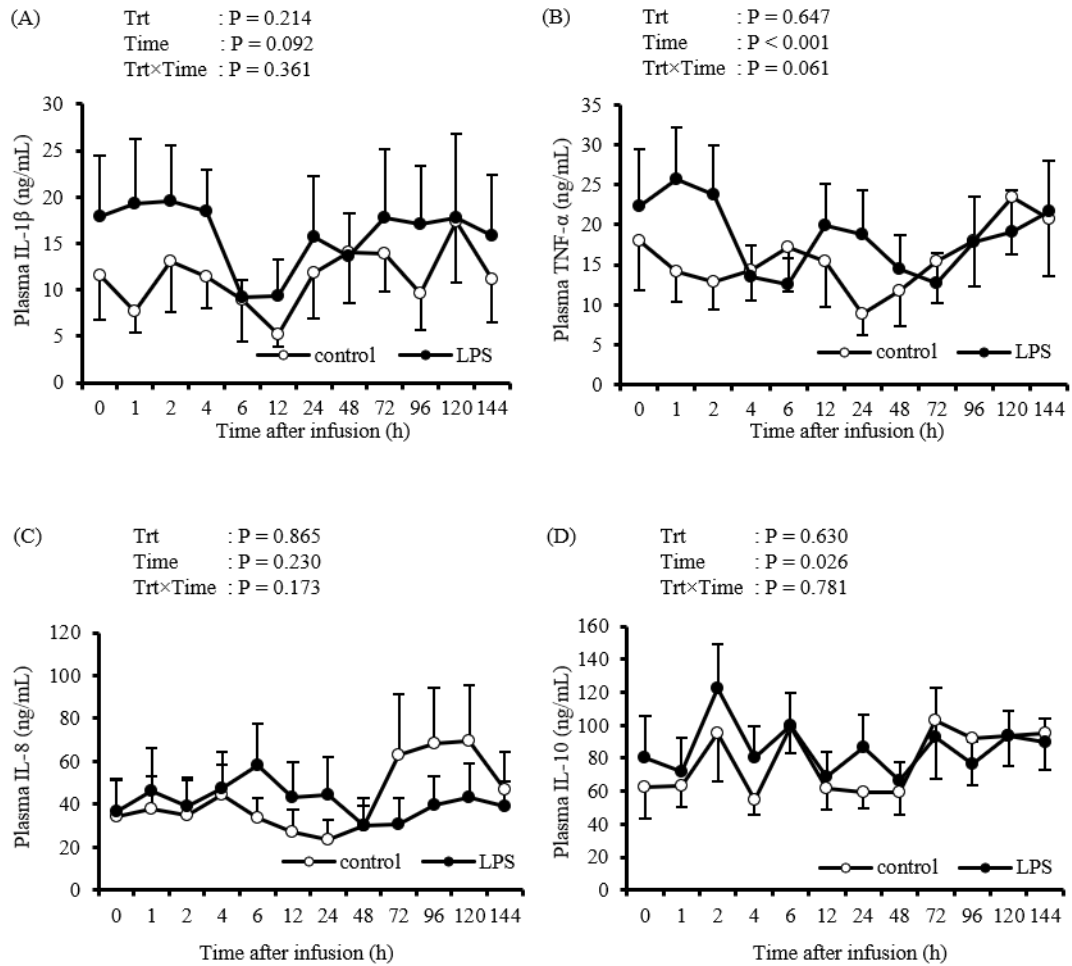 (A)
Trt : P = 0.214
Time : P = 0.092
Trt×Time : P = 0.361
Plasma IL-1β (ng/mL)
30
25
20
15
10
5
0
control LPS
0 1 2 4 6 12 24 48 72 96 120 144
Time after infusion (h)
(B)
Trt : P = 0.647
Time : P < 0.001
Trt×Time : P = 0.061
Plasma TNF-α (ng/mL)
35
30
25
20
15
10
5
0
control LPS
0 1 2 4 6 12 24 48 72 96 120 144
Time after infusion (h)
(C)
Trt : P = 0.865
Time : P = 0.230
Trt×Time : P = 0.173
Plasma IL-8 (ng/mL)
120
100
80
60
40
20
0
control LPS
0 1 2 4 6 12 24 48 72 96 120 144
Time after infusion (h)
(D)
Trt : P = 0.630
Time : P = 0.026
Trt×Time : P = 0.781
Plasma IL-10 (ng/mL)
160
140
120
100
80
60
40
20
0
control LPS
0 1 2 4 6 12 24 48 72 96 120 144
Time after infusion (h)